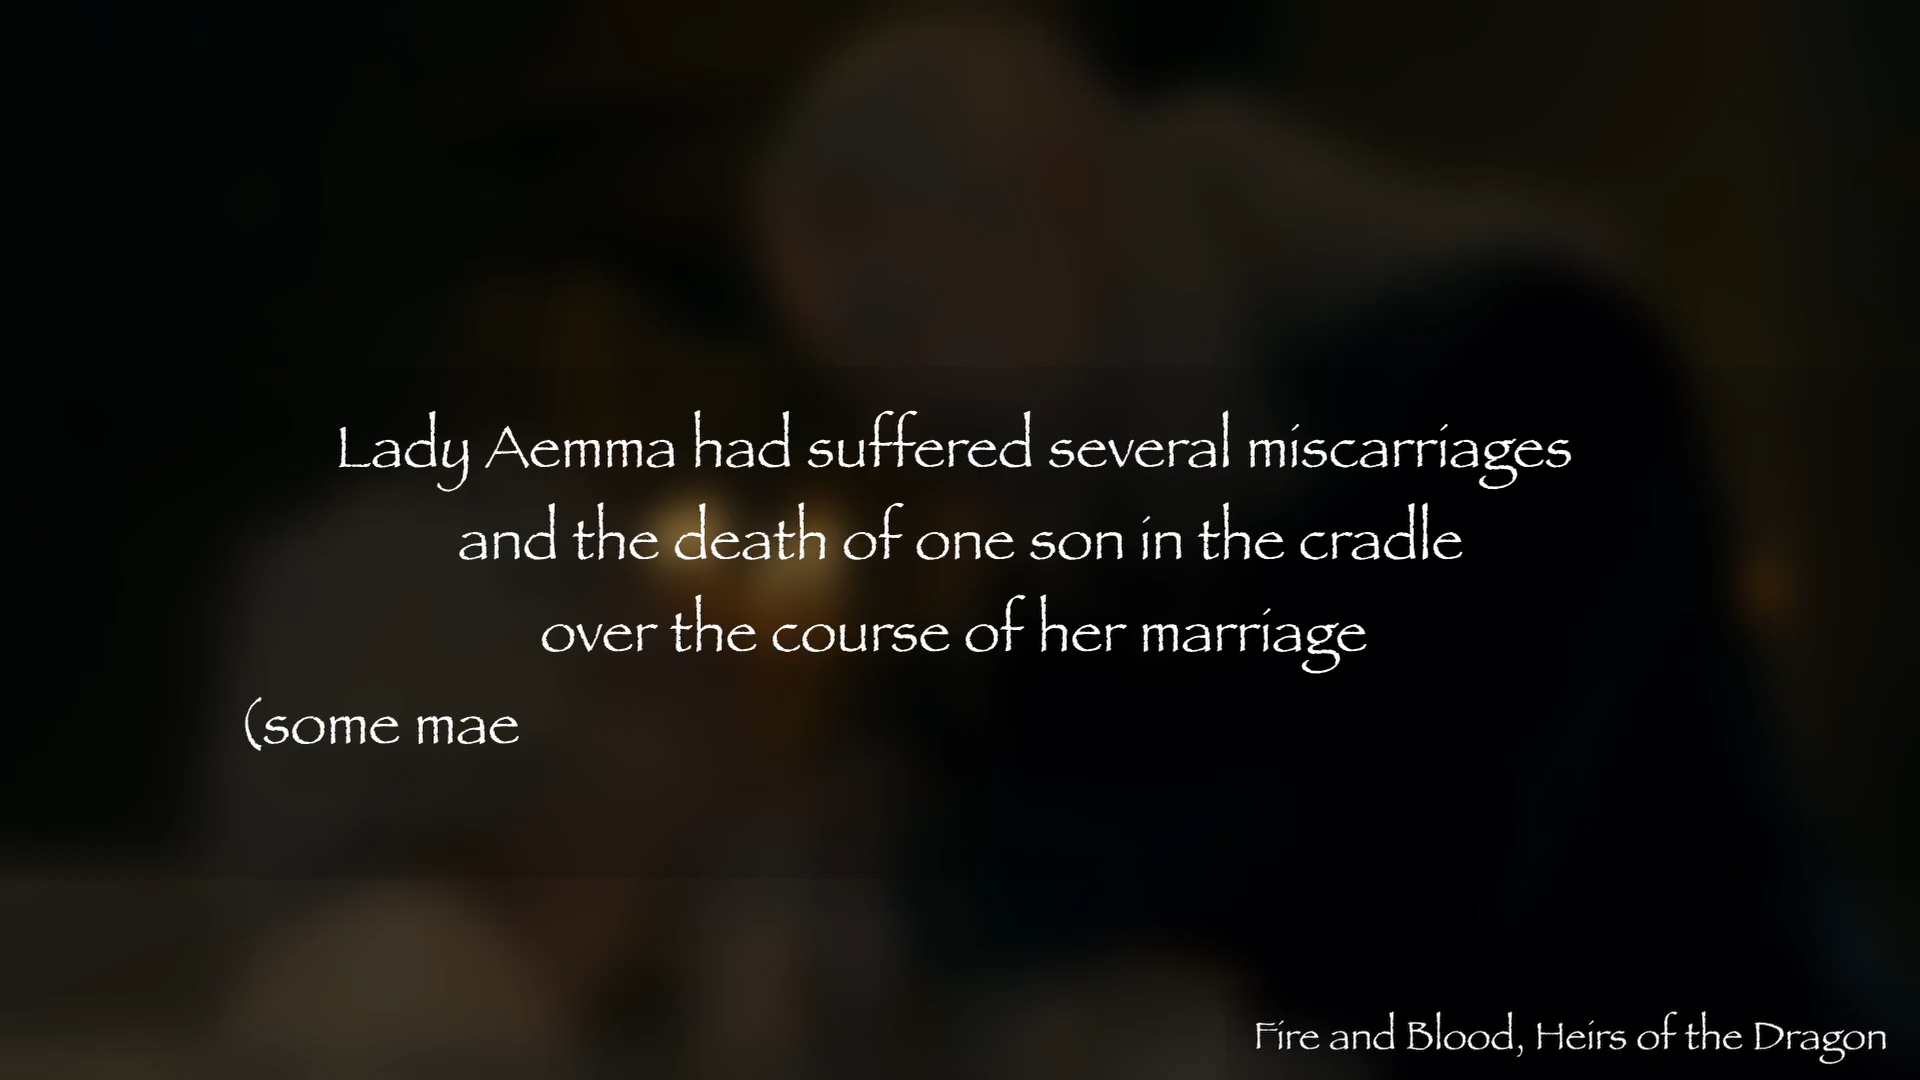 Lady Aemma had suffered several miscarriages
and the death of one son in the cradle
over the course of her marriage
(some mae
Fire and Blood, Heirs of the Dragon